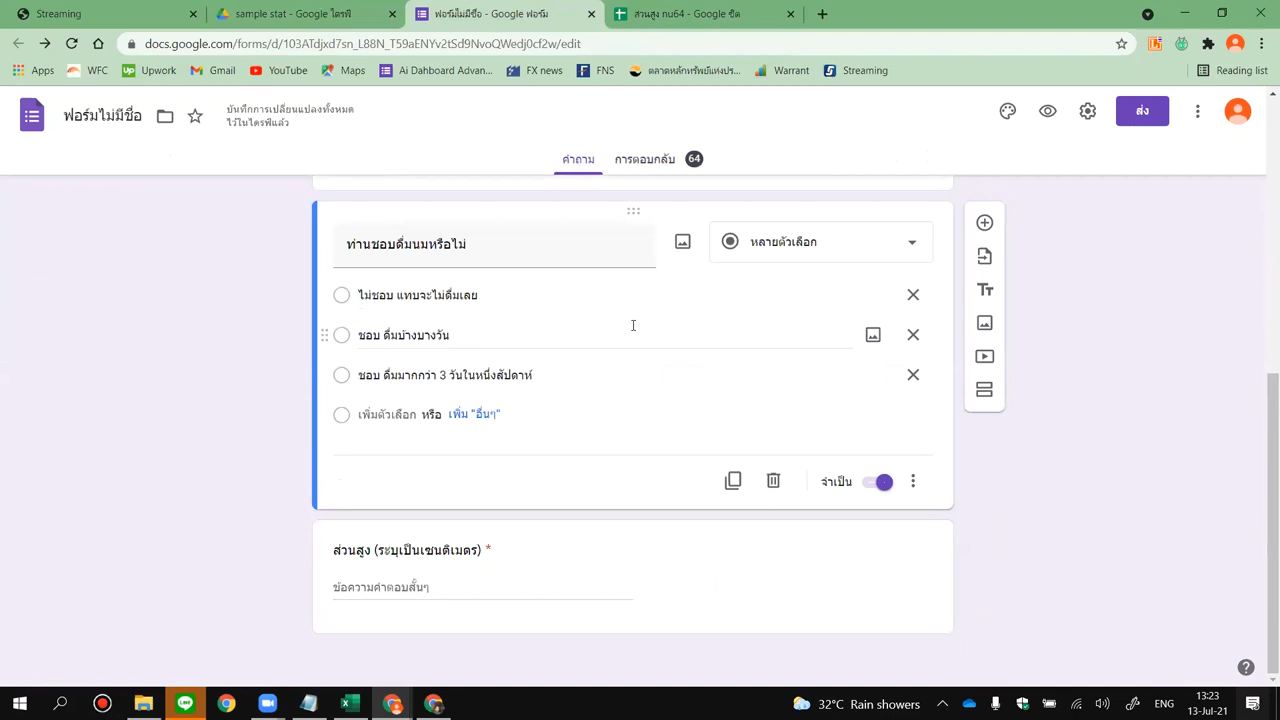 Streaming
sample stat - Google ไดรฟ์
ฟอร์มไม่มีชื่อ - Google ฟอร์ม
ส่วนสูง nu64 - Google ชีต
docs.google.com/forms/d/103ATdjxd7sn_L88N_T59aENYv2tSd9NvoQWedj0cf2w/edit
Apps
WFC
Upwork
Gmail
YouTube
Maps
Ai Dahboard Advan...
FX news
FNS
ตลาดหลักทรัพย์แห่งป...
Warrant
Streaming
Reading list
ฟอร์มไม่มีชื่อ
บันทึกการเปลี่ยนแปลงทั้งหมด
ไว้ในไดรฟ์แล้ว
ส่ง
คำถาม
การตอบกลับ 64
ท่านชอบดื่มนมหรือไม่
หลายตัวเลือก
ไม่ชอบ แทบจะไม่ดื่มเลย
ชอบ ดื่มบ้างบางวัน
ชอบ ดื่มมากกว่า 3 วันในหนึ่งสัปดาห์
เพิ่มตัวเลือก หรือ เพิ่ม "อื่นๆ"
จำเป็น
ส่วนสูง (ระบุเป็นเซนติเมตร) *
ข้อความคำตอบสั้นๆ
32°C Rain showers
ENG
13:23
13-Jul-21